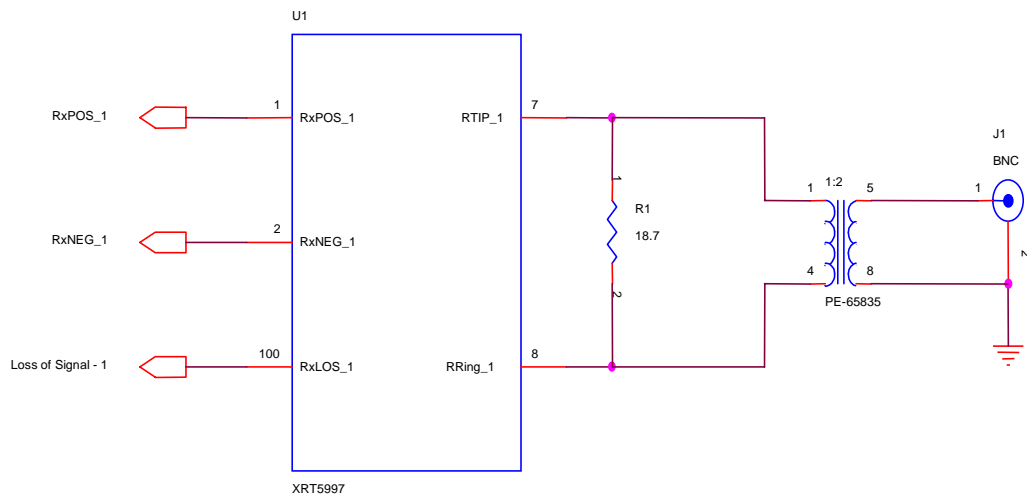 U1
RxPOS_1
1
RxPOS_1
RTIP_1
7
J1
BNC
1
1:2
5
1
1
R1
18.7
RxNEG_1
2
RxNEG_1
2
4
8
2
PE-65835
Loss of Signal - 1
100
RxLOS_1
RRing_1
8
XRT5997